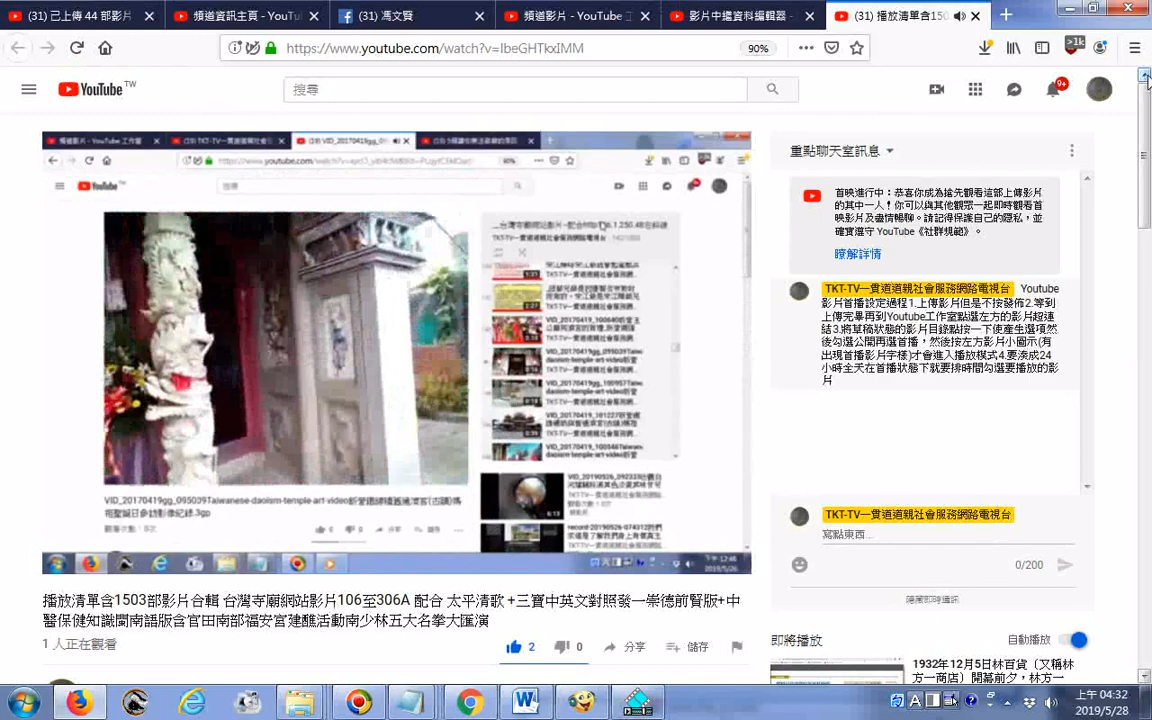 (31) 已上傳 44 部影片
頻道資訊主頁 - YouTu
(31) 馮文賢
頻道影片 - YouTube 工
影片中繼資料編輯器 -
(31) 播放清單含150
https://www.youtube.com/watch?v=IbeGHTkxIMM
90%
>1k
YouTube TW
搜尋
9+
重點聊天室訊息
首映進行中：恭喜你成為搶先觀看這部上傳影片
的其中一人！你可以與其他觀眾一起即時觀看首
映影片及盡情暢聊。請記得保護自己的隱私，並
確實遵守 YouTube《社群規範》。
瞭解詳情
TKT-TV一貫道道親社會服務網路電視台 Youtube
影片首播設定過程1.上傳影片但是不按發佈2.等到
上傳完畢再到Youtube工作室點選左方的影片超連
結3.將草稿狀態的影片目錄點按一下使產生選項然
後勾選公開再選首播，然後按左方影片小圖示(有
出現首播影片字樣)才會進入播放模式4.要湊成24
小時全天在首播狀態下就要排時間勾選要播放的影
片
TKT-TV一貫道道親社會服務網路電視台
寫點東西...
0/200
隱藏即時通訊
VID_20170419gg_095039Taiwanese-daoism-temple-art-video
播放清單含1503部影片合輯 台灣寺廟網站影片106至306A 配合 太平清歌 +三寶中英文對照發一崇德前賢版+中
醫保健知識閩南語版含官田南部福安宮建醮活動南少林五大名拳大匯演
1 人正在觀看
2
0
分享
儲存
即將播放
自動播放
1932年12月5日林百貨（又稱林
方一商店）開幕前夕，林方一
上午 04:32
2019/5/28